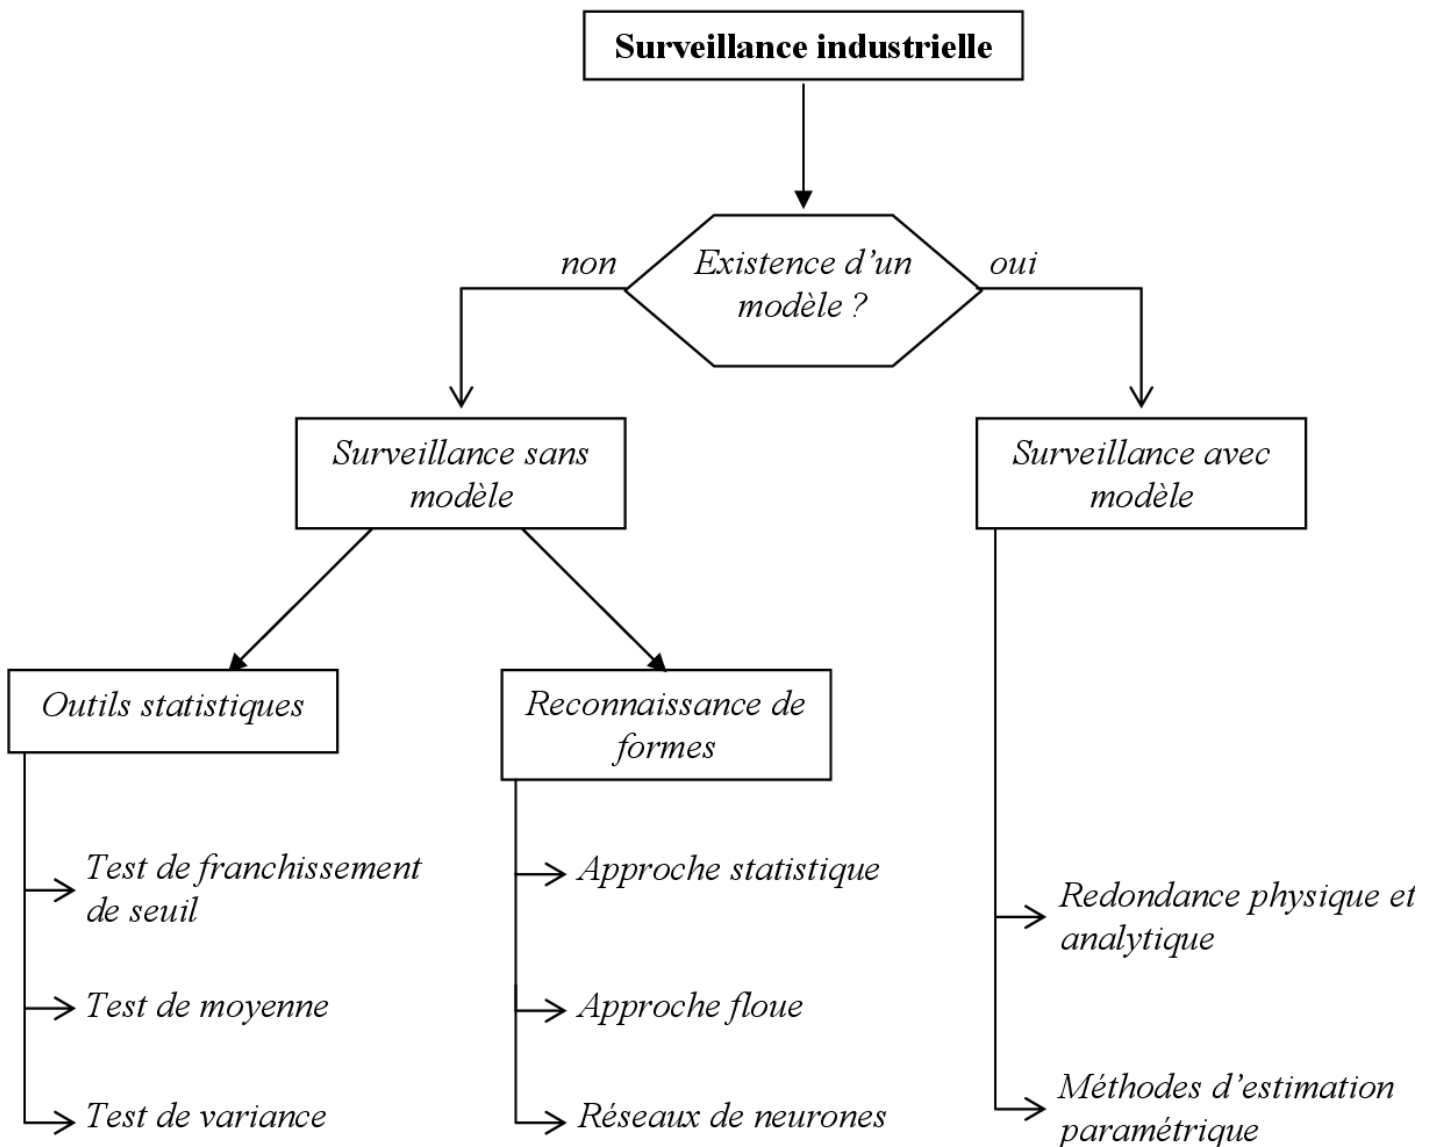 Surveillance industrielle
non
Existence d'un
modèle ?
oui
Surveillance sans
modèle
Surveillance avec
modèle
Outils statistiques
Reconnaissance de
formes
Test de franchissement
de seuil
Test de moyenne
Test de variance
Approche statistique
Approche floue
Réseaux de neurones
Redondance physique et
analytique
Méthodes d'estimation
paramétrique